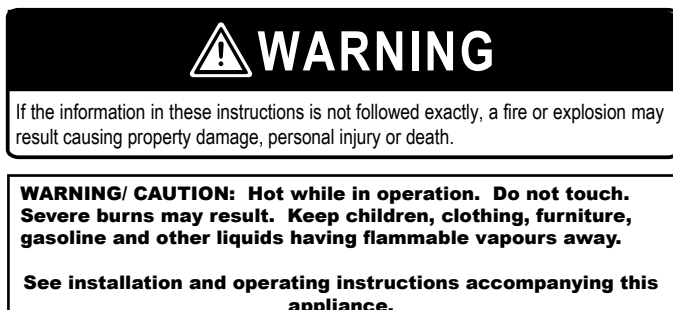 WARNING
If the information in these instructions is not followed exactly, a fire or explosion may
result causing property damage, personal injury or death.
WARNING/ CAUTION: Hot while in operation. Do not touch.
Severe burns may result. Keep children, clothing, furniture,
gasoline and other liquids having flammable vapours away.
See installation and operating instructions accompanying this
appliance.